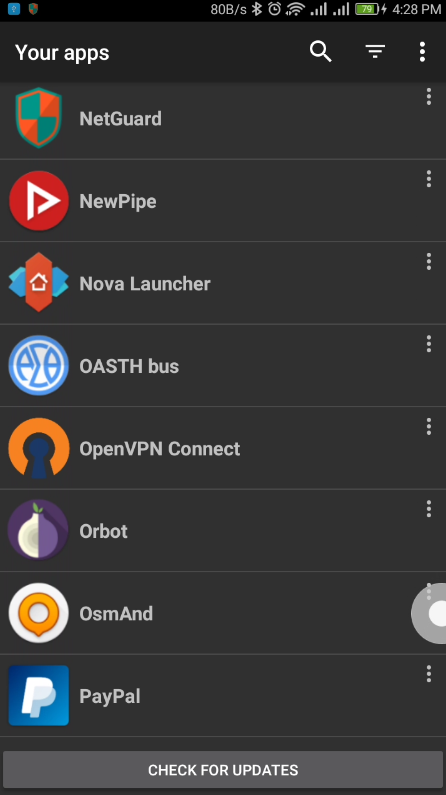 80B/s 79 4:28 PM
Your apps
NetGuard
NewPipe
Nova Launcher
OASTH bus
OpenVPN Connect
Orbot
OsmAnd
PayPal
CHECK FOR UPDATES